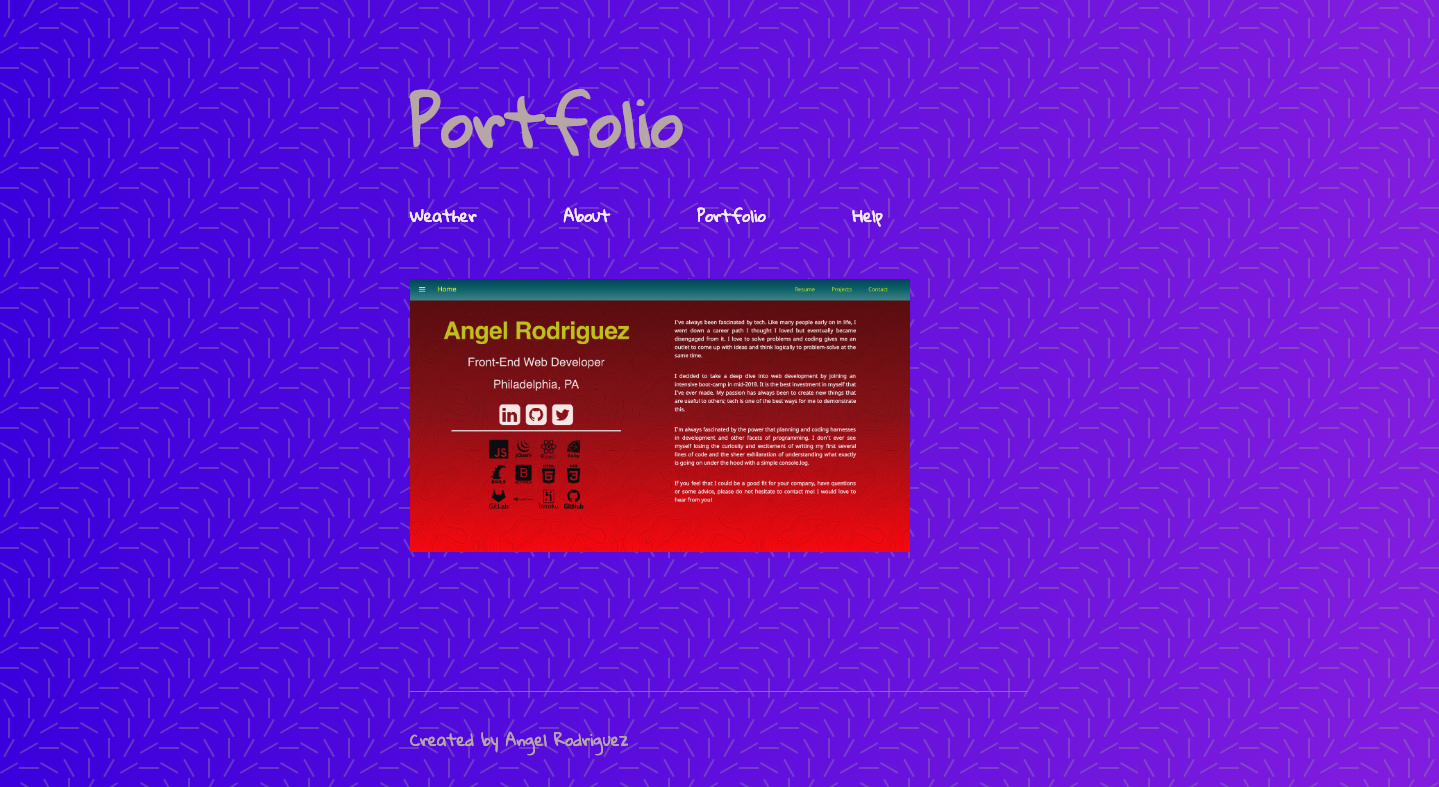 Portfolio
Weather About Portfolio Help
Home Resume Projects Contact
Angel Rodriguez
Front-End Web Developer
Philadelphia, PA
I've always been fascinated by tech. Like many people early on in life, I
went down a career path I thought I loved but eventually became
disengaged from it. I love to solve problems and coding gives me an
outlet to come up with ideas and think logically to problem-solve at the
same time.
I decided to take a deep dive into web development by joining an
intensive boot-camp in mid-2018. It is the best investment in myself that
I've ever made. My passion has always been to create new things that
are useful to others; tech is one of the best ways for me to demonstrate
this.
I'm always fascinated by the power that planning and coding harnesses
in development and other facets of programming. I don't ever see
myself losing the curiosity and excitement of writing my first several
lines of code and the sheer exhilaration of understanding what exactly
is going on under the hood with a simple console.log.
If you feel that I could be a good fit for your company, have questions
or some advice, please do not hesitate to contact me! I would love to
hear from you!
in
JS jQuery
B
GitLab heroku GitHub
Created by Angel Rodriguez